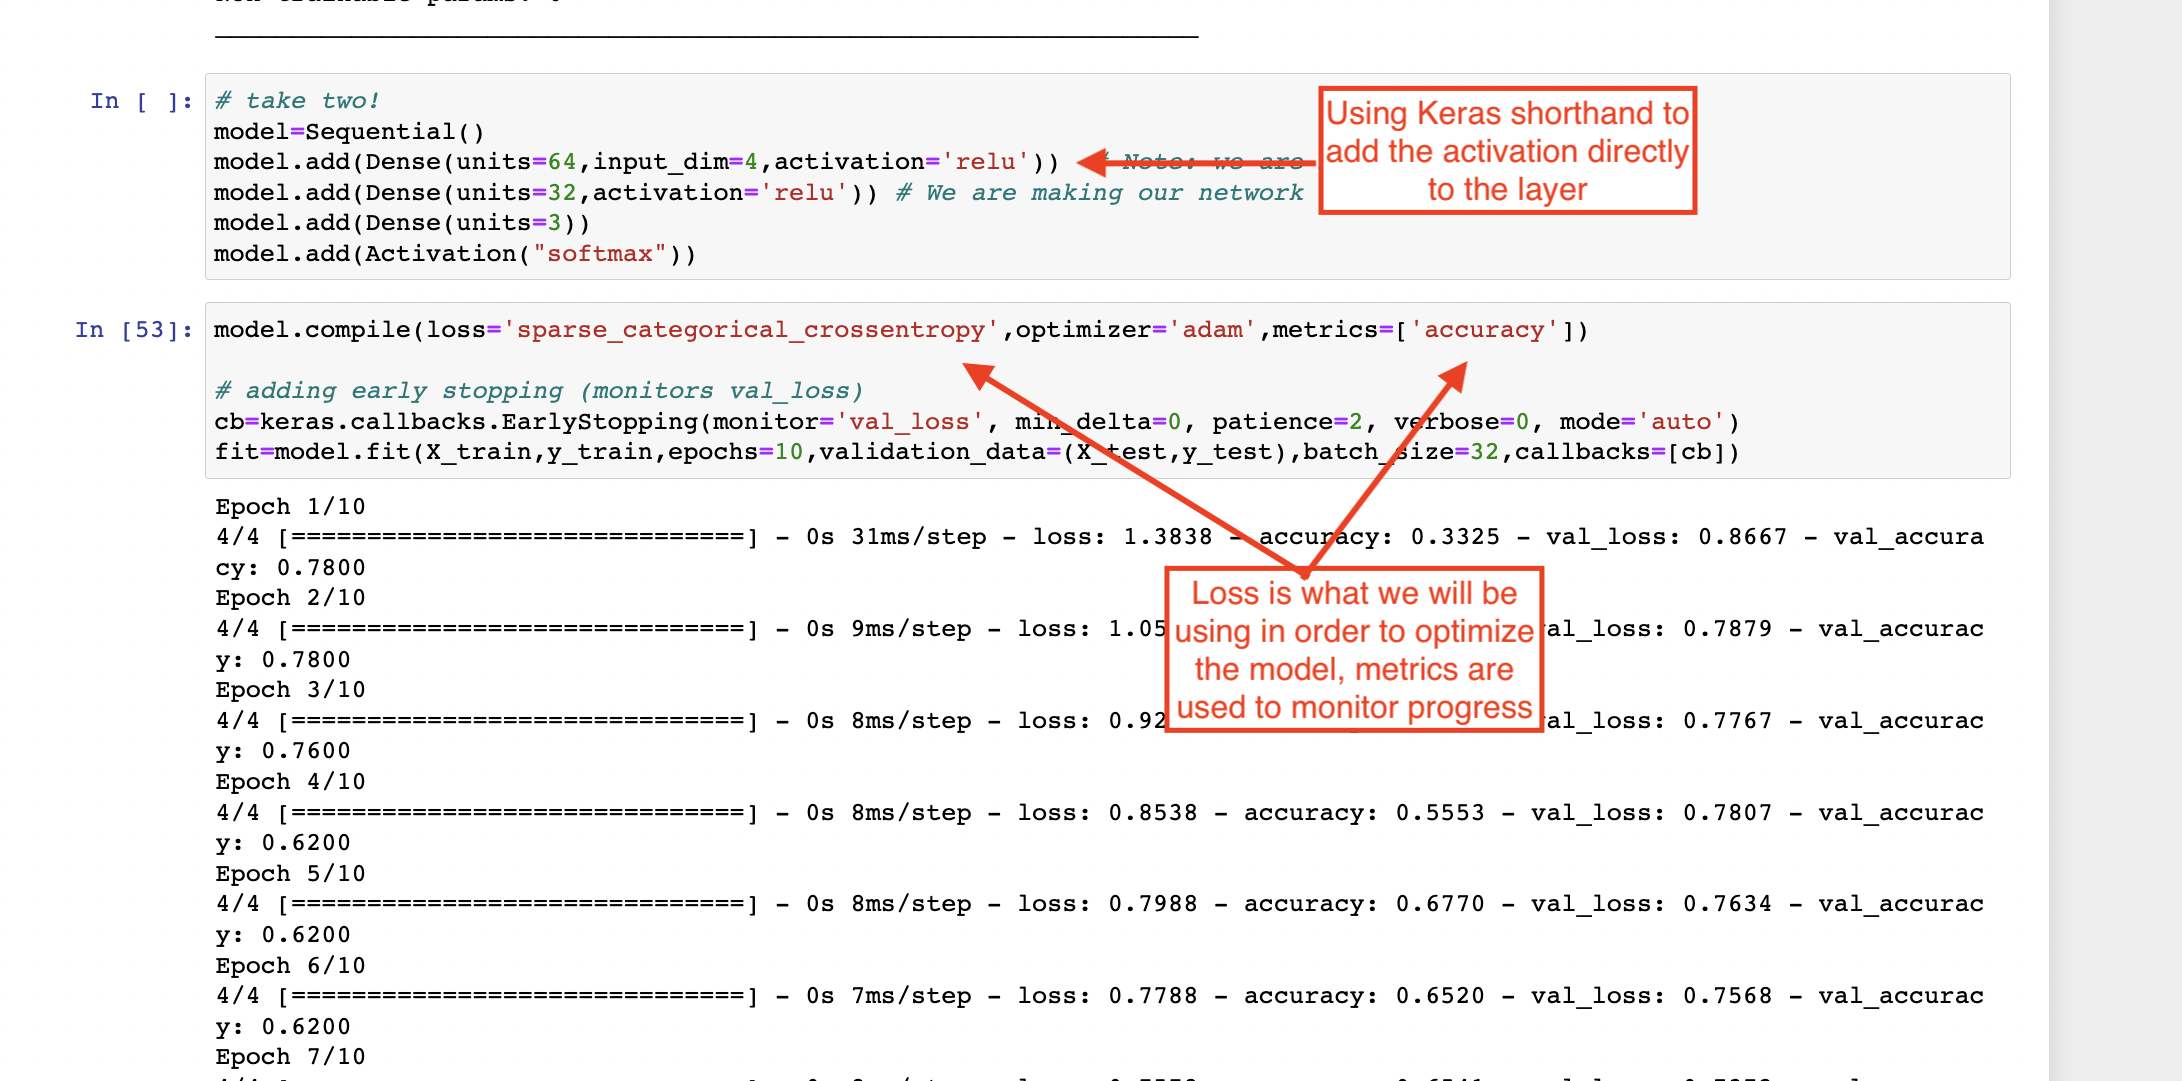 In [ ]:
# take two!
model=Sequential()
model.add(Dense(units=64,input_dim=4,activation='relu')) # Note: we are
model.add(Dense(units=32,activation='relu')) # We are making our network
model.add(Dense(units=3))
model.add(Activation("softmax"))
Using Keras shorthand to
add the activation directly
to the layer
In [53]:
model.compile(loss='sparse_categorical_crossentropy',optimizer='adam',metrics=['accuracy'])
# adding early stopping (monitors val_loss)
cb=keras.callbacks.EarlyStopping(monitor='val_loss', min_delta=0, patience=2, verbose=0, mode='auto')
fit=model.fit(X_train,y_train,epochs=10,validation_data=(X_test,y_test),batch_size=32,callbacks=[cb])
Epoch 1/10
4/4 [==============================] - 0s 31ms/step - loss: 1.3838 - accuracy: 0.3325 - val_loss: 0.8667 - val_accura
cy: 0.7800
Epoch 2/10
4/4 [==============================] - 0s 9ms/step - loss: 1.05 al_loss: 0.7879 - val_accurac
y: 0.7800
Epoch 3/10
4/4 [==============================] - 0s 8ms/step - loss: 0.92 al_loss: 0.7767 - val_accurac
y: 0.7600
Loss is what we will be
using in order to optimize
the model, metrics are
used to monitor progress
Epoch 4/10
4/4 [==============================] - 0s 8ms/step - loss: 0.8538 - accuracy: 0.5553 - val_loss: 0.7807 - val_accurac
y: 0.6200
Epoch 5/10
4/4 [==============================] - 0s 8ms/step - loss: 0.7988 - accuracy: 0.6770 - val_loss: 0.7634 - val_accurac
y: 0.6200
Epoch 6/10
4/4 [==============================] - 0s 7ms/step - loss: 0.7788 - accuracy: 0.6520 - val_loss: 0.7568 - val_accurac
y: 0.6200
Epoch 7/10